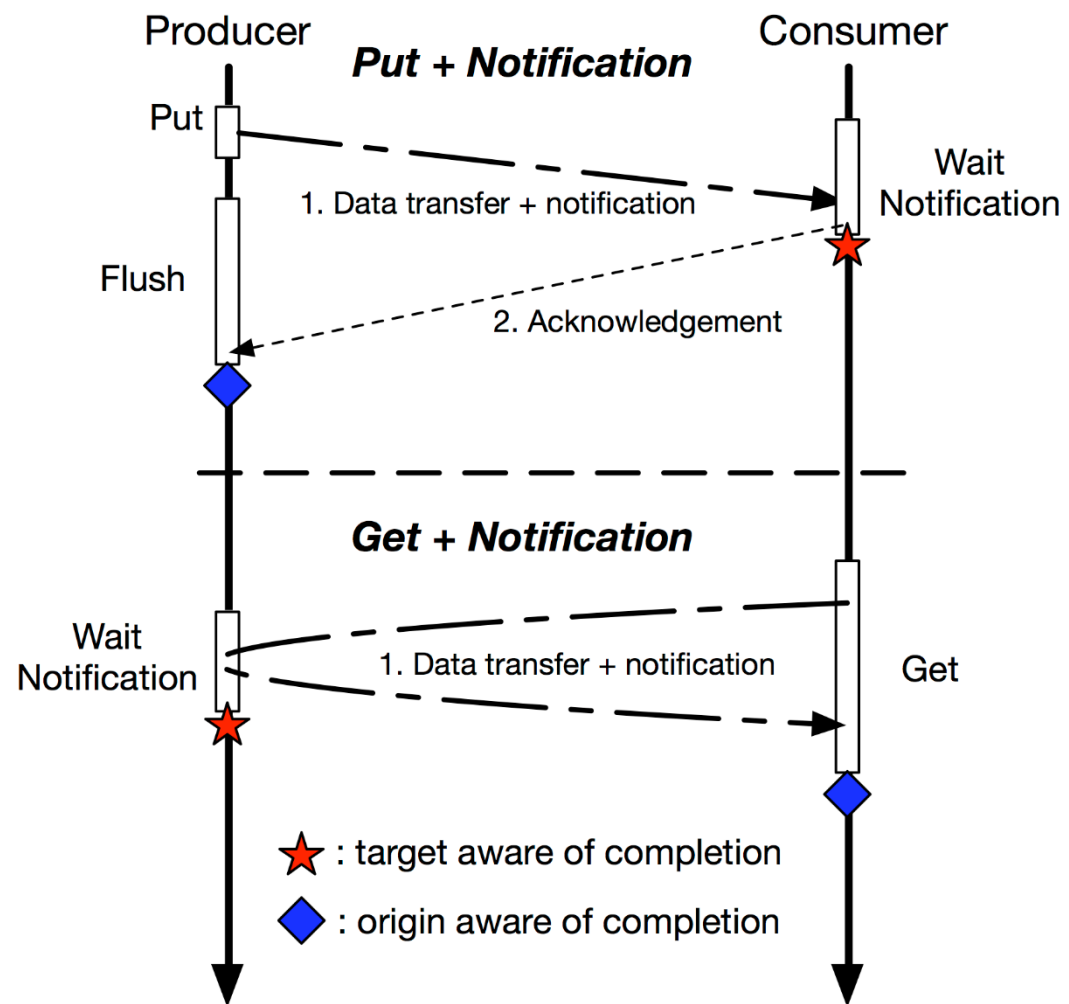 Producer
Consumer
Put + Notification
Put
Wait
Notification
1. Data transfer + notification
Flush
2. Acknowledgement
Get + Notification
Wait
Notification
1. Data transfer + notification
Get
: target aware of completion
: origin aware of completion